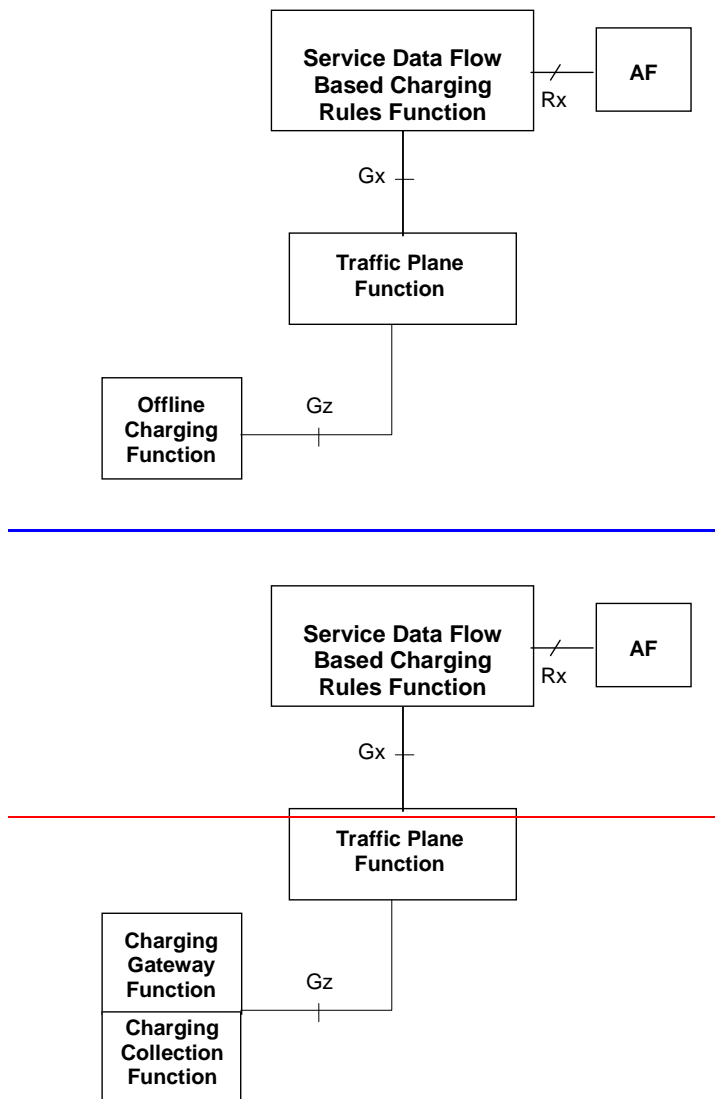 Service Data Flow
Based Charging
Rules Function
AF
Rx
Gx
Traffic Plane
Function
Offline
Charging
Function
Gz
Service Data Flow
Based Charging
Rules Function
AF
Rx
Gx
Traffic Plane
Function
Charging
Gateway
Function
Gz
Charging
Collection
Function